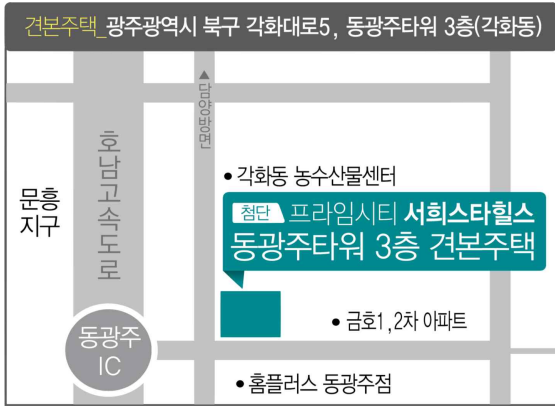 견본주택_광주광역시 북구 각화대로5, 동광주타워 3층(각화동)
▲담양방면
호남고속도로
• 각화동 농수산물센터
문흥
지구
첨단 프라임시티 서희스타힐스
동광주타워 3층 견본주택
• 금호1,2차 아파트
동광주
IC
• 홈플러스 동광주점